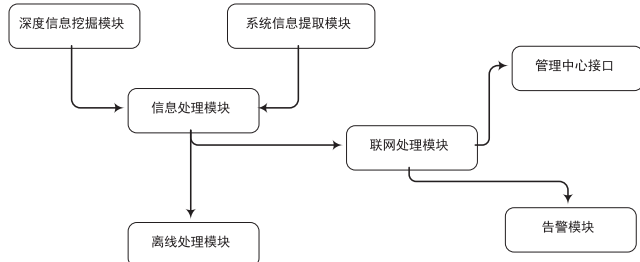 深度信息挖掘模块
系统信息提取模块
管理中心接口
信息处理模块
联网处理模块
告警模块
离线处理模块